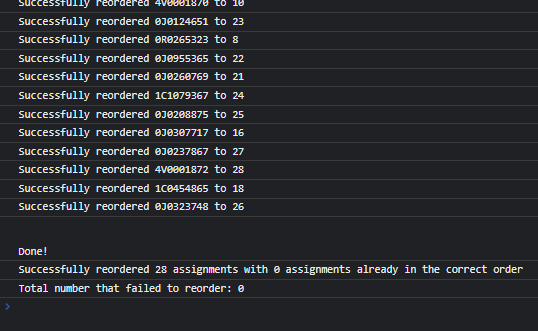 Successfully reordered 4V0001870 to 10
Successfully reordered 0J0124651 to 23
Successfully reordered 0R0265323 to 8
Successfully reordered 0J0955365 to 22
Successfully reordered 0J0260769 to 21
Successfully reordered 1C1079367 to 24
Successfully reordered 0J0208875 to 25
Successfully reordered 0J0307717 to 16
Successfully reordered 0J0237867 to 27
Successfully reordered 4V0001872 to 28
Successfully reordered 1C0454865 to 18
Successfully reordered 0J0323748 to 26
Done!
Successfully reordered 28 assignments with 0 assignments already in the correct order
Total number that failed to reorder: 0